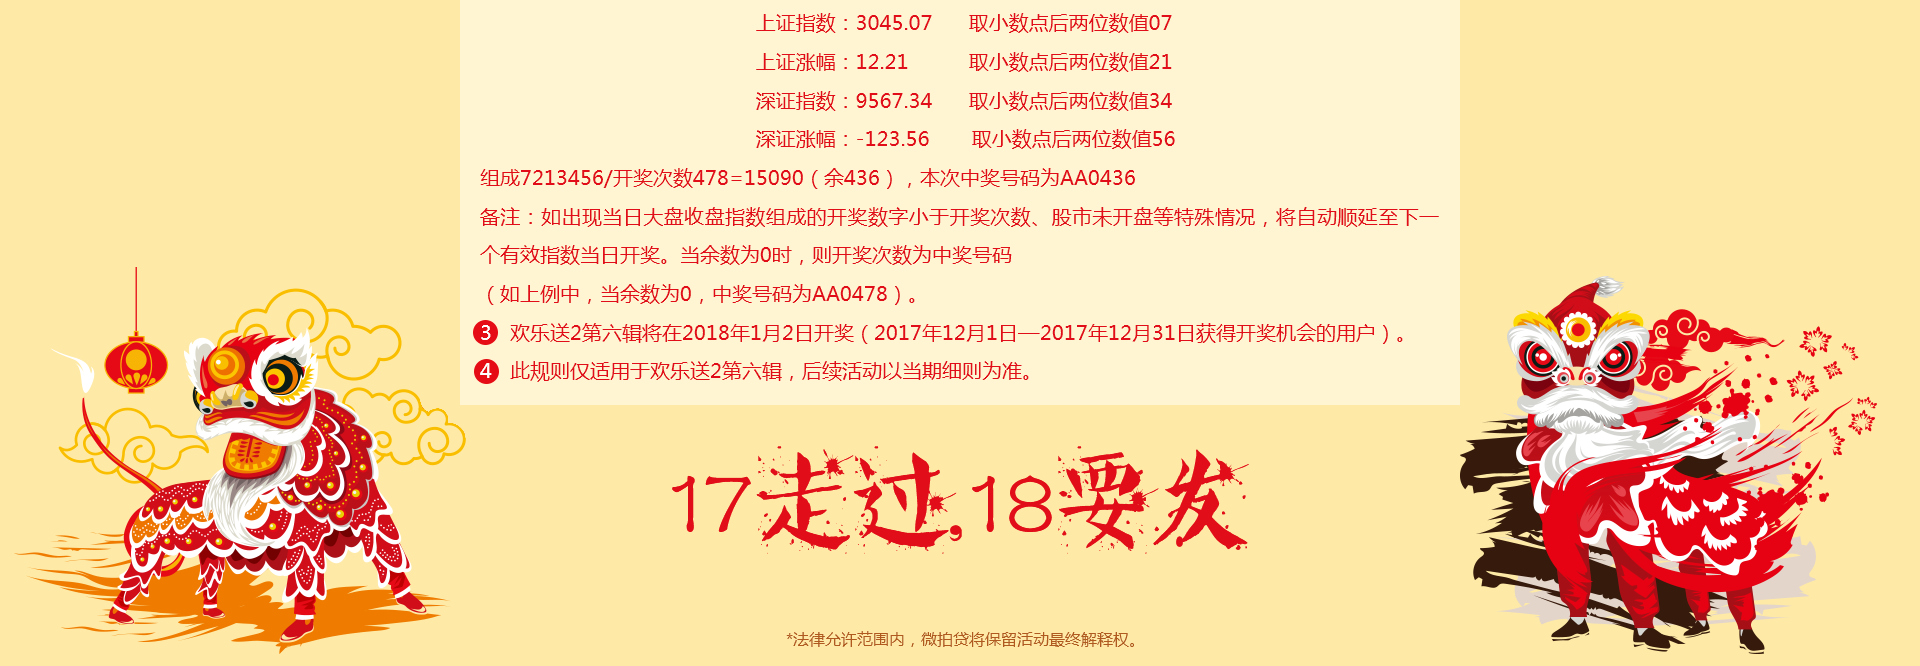 上证指数：3045.07 取小数点后两位数值07
上证涨幅：12.21 取小数点后两位数值21
深证指数：9567.34 取小数点后两位数值34
深证涨幅：-123.56 取小数点后两位数值56
组成7213456/开奖次数478=15090（余436），本次中奖号码为AA0436
备注：如出现当日大盘收盘指数组成的开奖数字小于开奖次数、股市未开盘等特殊情况，将自动顺延至下一
个有效指数当日开奖。当余数为0时，则开奖次数为中奖号码
（如上例中，当余数为0，中奖号码为AA0478）。
3 欢乐送2第六辑将在2018年1月2日开奖（2017年12月1日—2017年12月31日获得开奖机会的用户）。
4 此规则仅适用于欢乐送2第六辑，后续活动以当期细则为准。
17走过,18要发
*法律允许范围内，微拍贷将保留活动最终解释权。